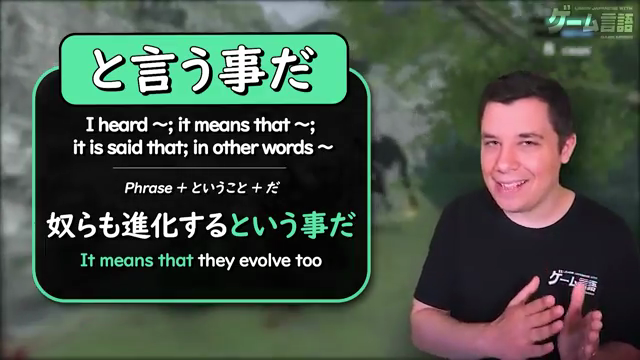 と言う事だ
I heard ～; it means that ～;
it is said that; in other words ～
Phrase + ということ + だ
奴らも進化するという事だ
It means that they evolve too
ゲーム言語
ゲーム言語